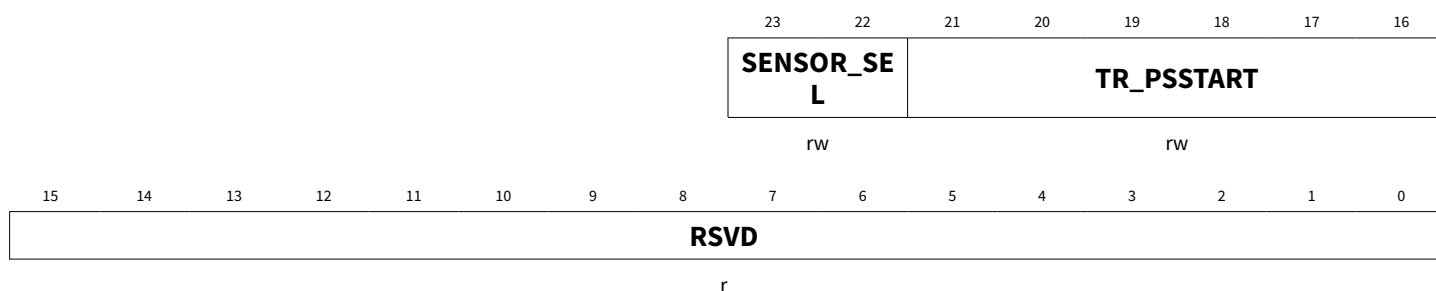 23 22 21 20 19 18 17 16
SENSOR_SE
L
TR_PSSTART
rw rw
15 14 13 12 11 10 9 8 7 6 5 4 3 2 1 0
RSVD
r